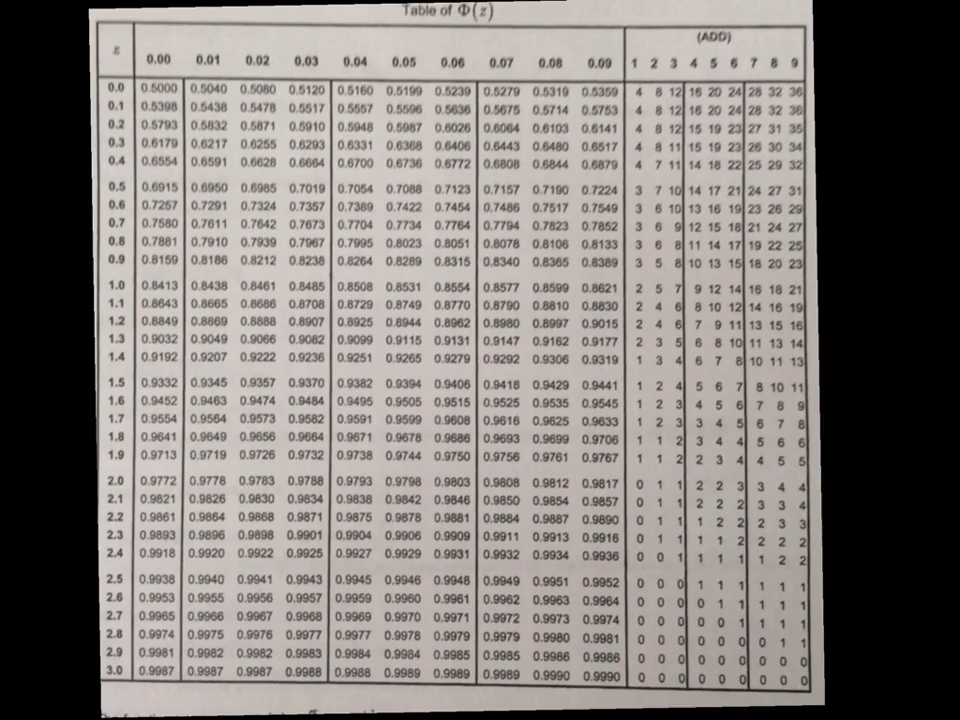 Table of Φ(z)
(ADD)
z 0.00 0.01 0.02 0.03 0.04 0.05 0.06 0.07 0.08 0.09 1 2 3 4 5 6 7 8 9
0.0 0.5000 0.5040 0.5080 0.5120 0.5160 0.5199 0.5239 0.5279 0.5319 0.5359 4 8 12 16 20 24 28 32 36
0.1 0.5398 0.5438 0.5478 0.5517 0.5557 0.5596 0.5636 0.5675 0.5714 0.5753 4 8 12 16 20 24 28 32 36
0.2 0.5793 0.5832 0.5871 0.5910 0.5948 0.5987 0.6026 0.6064 0.6103 0.6141 4 8 12 15 19 23 27 31 35
0.3 0.6179 0.6217 0.6255 0.6293 0.6331 0.6368 0.6406 0.6443 0.6480 0.6517 4 8 11 15 19 23 26 30 34
0.4 0.6554 0.6591 0.6628 0.6664 0.6700 0.6736 0.6772 0.6808 0.6844 0.6879 4 7 11 14 18 22 25 29 32
0.5 0.6915 0.6950 0.6985 0.7019 0.7054 0.7088 0.7123 0.7157 0.7190 0.7224 3 7 10 14 17 21 24 27 31
0.6 0.7257 0.7291 0.7324 0.7357 0.7389 0.7422 0.7454 0.7486 0.7517 0.7549 3 6 10 13 16 19 23 26 29
0.7 0.7580 0.7611 0.7642 0.7673 0.7704 0.7734 0.7764 0.7794 0.7823 0.7852 3 6 9 12 15 18 21 24 27
0.8 0.7881 0.7910 0.7939 0.7967 0.7995 0.8023 0.8051 0.8078 0.8106 0.8133 3 6 8 11 14 17 19 22 25
0.9 0.8159 0.8186 0.8212 0.8238 0.8264 0.8289 0.8315 0.8340 0.8365 0.8389 3 5 8 10 13 15 18 20 23
1.0 0.8413 0.8438 0.8461 0.8485 0.8508 0.8531 0.8554 0.8577 0.8599 0.8621 2 5 7 9 12 14 16 18 21
1.1 0.8643 0.8665 0.8686 0.8708 0.8729 0.8749 0.8770 0.8790 0.8810 0.8830 2 4 6 8 10 12 14 16 19
1.2 0.8849 0.8869 0.8888 0.8907 0.8925 0.8944 0.8962 0.8980 0.8997 0.9015 2 4 6 7 9 11 13 15 16
1.3 0.9032 0.9049 0.9066 0.9082 0.9099 0.9115 0.9131 0.9147 0.9162 0.9177 2 3 5 6 8 10 11 13 14
1.4 0.9192 0.9207 0.9222 0.9236 0.9251 0.9265 0.9279 0.9292 0.9306 0.9319 1 3 4 6 7 8 10 11 13
1.5 0.9332 0.9345 0.9357 0.9370 0.9382 0.9394 0.9406 0.9418 0.9429 0.9441 1 2 4 5 6 7 8 10 11
1.6 0.9452 0.9463 0.9474 0.9484 0.9495 0.9505 0.9515 0.9525 0.9535 0.9545 1 2 3 4 5 6 7 8 9
1.7 0.9554 0.9564 0.9573 0.9582 0.9591 0.9599 0.9608 0.9616 0.9625 0.9633 1 2 3 3 4 5 6 7 8
1.8 0.9641 0.9649 0.9656 0.9664 0.9671 0.9678 0.9686 0.9693 0.9699 0.9706 1 1 2 3 4 4 5 6 6
1.9 0.9713 0.9719 0.9726 0.9732 0.9738 0.9744 0.9750 0.9756 0.9761 0.9767 1 1 2 2 3 4 4 5 5
2.0 0.9772 0.9778 0.9783 0.9788 0.9793 0.9798 0.9803 0.9808 0.9812 0.9817 0 1 1 2 2 3 3 4 4
2.1 0.9821 0.9826 0.9830 0.9834 0.9838 0.9842 0.9846 0.9850 0.9854 0.9857 0 1 1 2 2 2 3 3 4
2.2 0.9861 0.9864 0.9868 0.9871 0.9875 0.9878 0.9881 0.9884 0.9887 0.9890 0 1 1 1 2 2 2 3 3
2.3 0.9893 0.9896 0.9898 0.9901 0.9904 0.9906 0.9909 0.9911 0.9913 0.9916 0 1 1 1 1 2 2 2 2
2.4 0.9918 0.9920 0.9922 0.9925 0.9927 0.9929 0.9931 0.9932 0.9934 0.9936 0 0 1 1 1 1 1 2 2
2.5 0.9938 0.9940 0.9941 0.9943 0.9945 0.9946 0.9948 0.9949 0.9951 0.9952 0 0 0 1 1 1 1 1 1
2.6 0.9953 0.9955 0.9956 0.9957 0.9959 0.9960 0.9961 0.9962 0.9963 0.9964 0 0 0 0 1 1 1 1 1
2.7 0.9965 0.9966 0.9967 0.9968 0.9969 0.9970 0.9971 0.9972 0.9973 0.9974 0 0 0 0 0 1 1 1 1
2.8 0.9974 0.9975 0.9976 0.9977 0.9977 0.9978 0.9979 0.9979 0.9980 0.9981 0 0 0 0 0 0 0 1 1
2.9 0.9981 0.9982 0.9982 0.9983 0.9984 0.9984 0.9985 0.9985 0.9986 0.9986 0 0 0 0 0 0 0 0 0
3.0 0.9987 0.9987 0.9987 0.9988 0.9988 0.9989 0.9989 0.9989 0.9990 0.9990 0 0 0 0 0 0 0 0 0